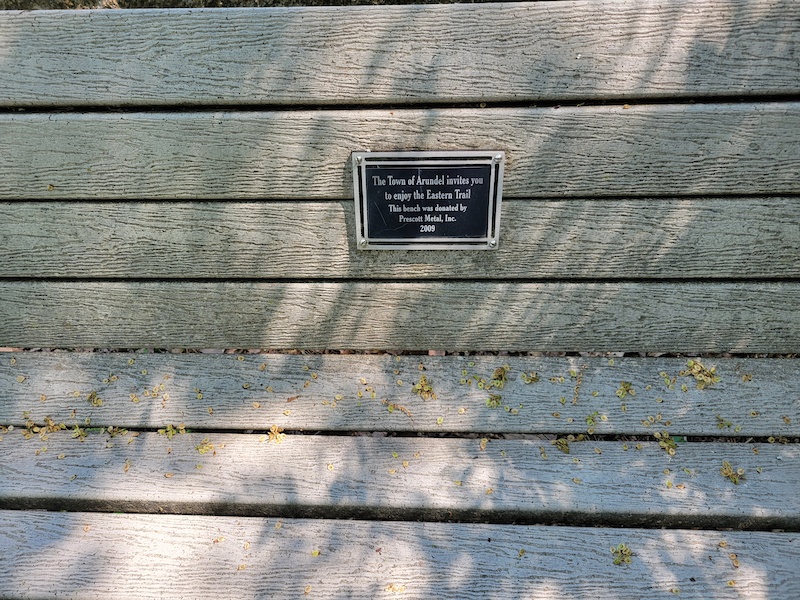 The Town of Arundel invites you
to enjoy the Eastern Trail
This bench was donated by
Prescott Metal, Inc.
2009